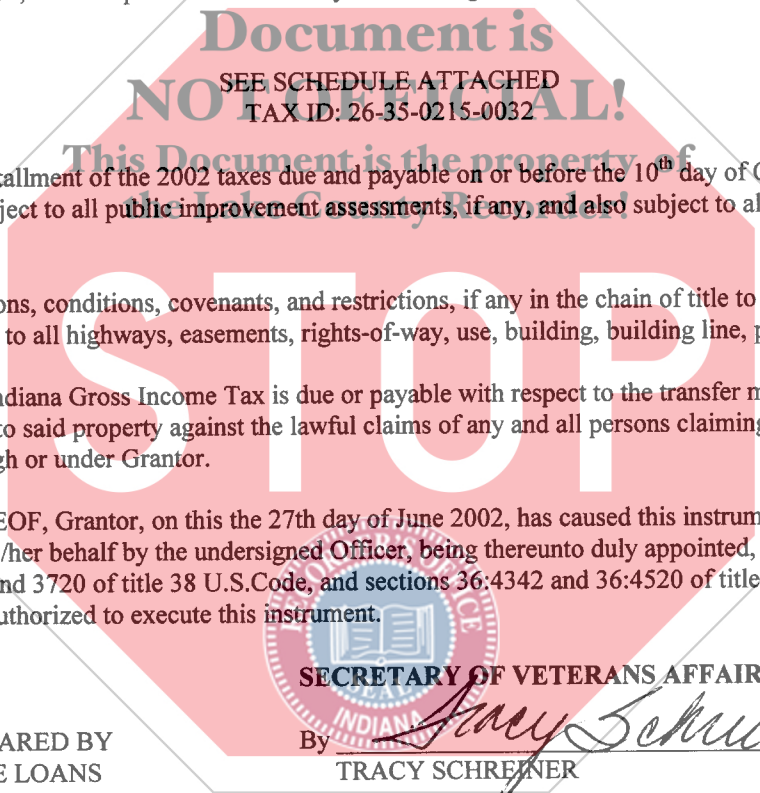 Document is
SEE SCHEDULE ATTACHED
NOT OFFICIAL!
TAX ID: 26-35-0215-0032
This Document is the property of
tallment of the 2002 taxes due and payable on or before the 10th day of
the Lake County Recorder!
ject to all public improvement assessments, if any, and also subject to al
STOP
ons, conditions, covenants, and restrictions, if any in the chain of title to
to all highways, easements, rights-of-way, use, building, building line, p
ndiana Gross Income Tax is due or payable with respect to the transfer m
to said property against the lawful claims of any and all persons claiming
gh or under Grantor.
EOF, Grantor, on this the 27th day of June 2002, has caused this instrum
/her behalf by the undersigned Officer, being thereunto duly appointed,
nd 3720 of title 38 U.S.Code, and sections 36:4342 and 36:4520 of title
uthorized to execute this instrument.
RECORDER'S OFFICE
SEAL
INDIANA
SECRETARY OF VETERANS AFFAIR
ARED BY
By Tracy Schrei
E LOANS
TRACY SCHREINER